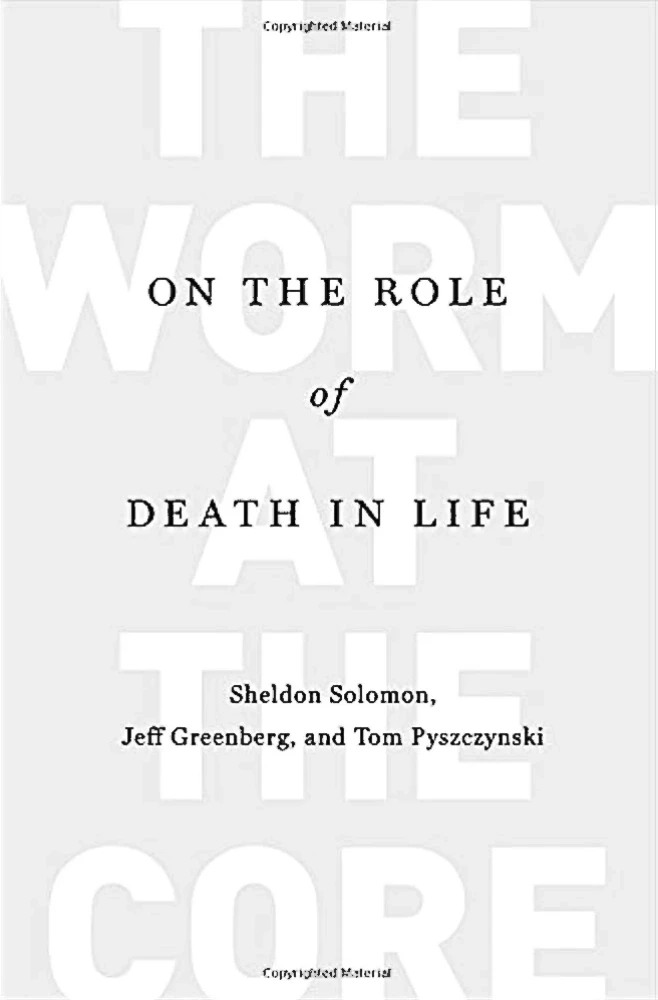 Copyrighted Material
THE
WORM
ON THE ROLE
of
AT
DEATH IN LIFE
THE
Sheldon Solomon,
Jeff Greenberg, and Tom Pyszczynski
CORE
Copyrighted Material